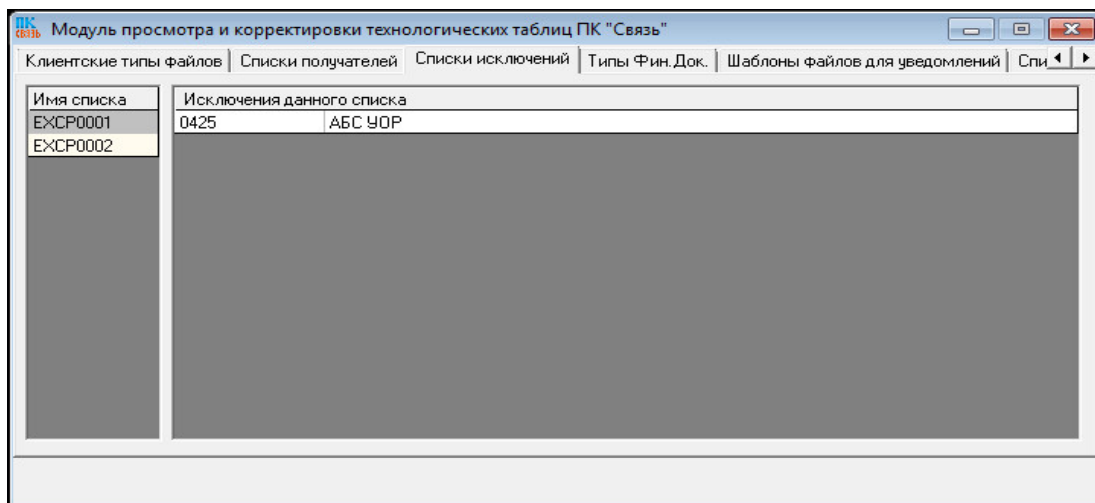 ПК СВЯЗЬ Модуль просмотра и корректировки технологических таблиц ПК "Связь"
Клиентские типы файлов Списки получателей Списки исключений Типы Фин.Док. Шаблоны файлов для уведомлений Спи
Имя списка Исключения данного списка
EXCP0001 0425 АБС УОР
EXCP0002